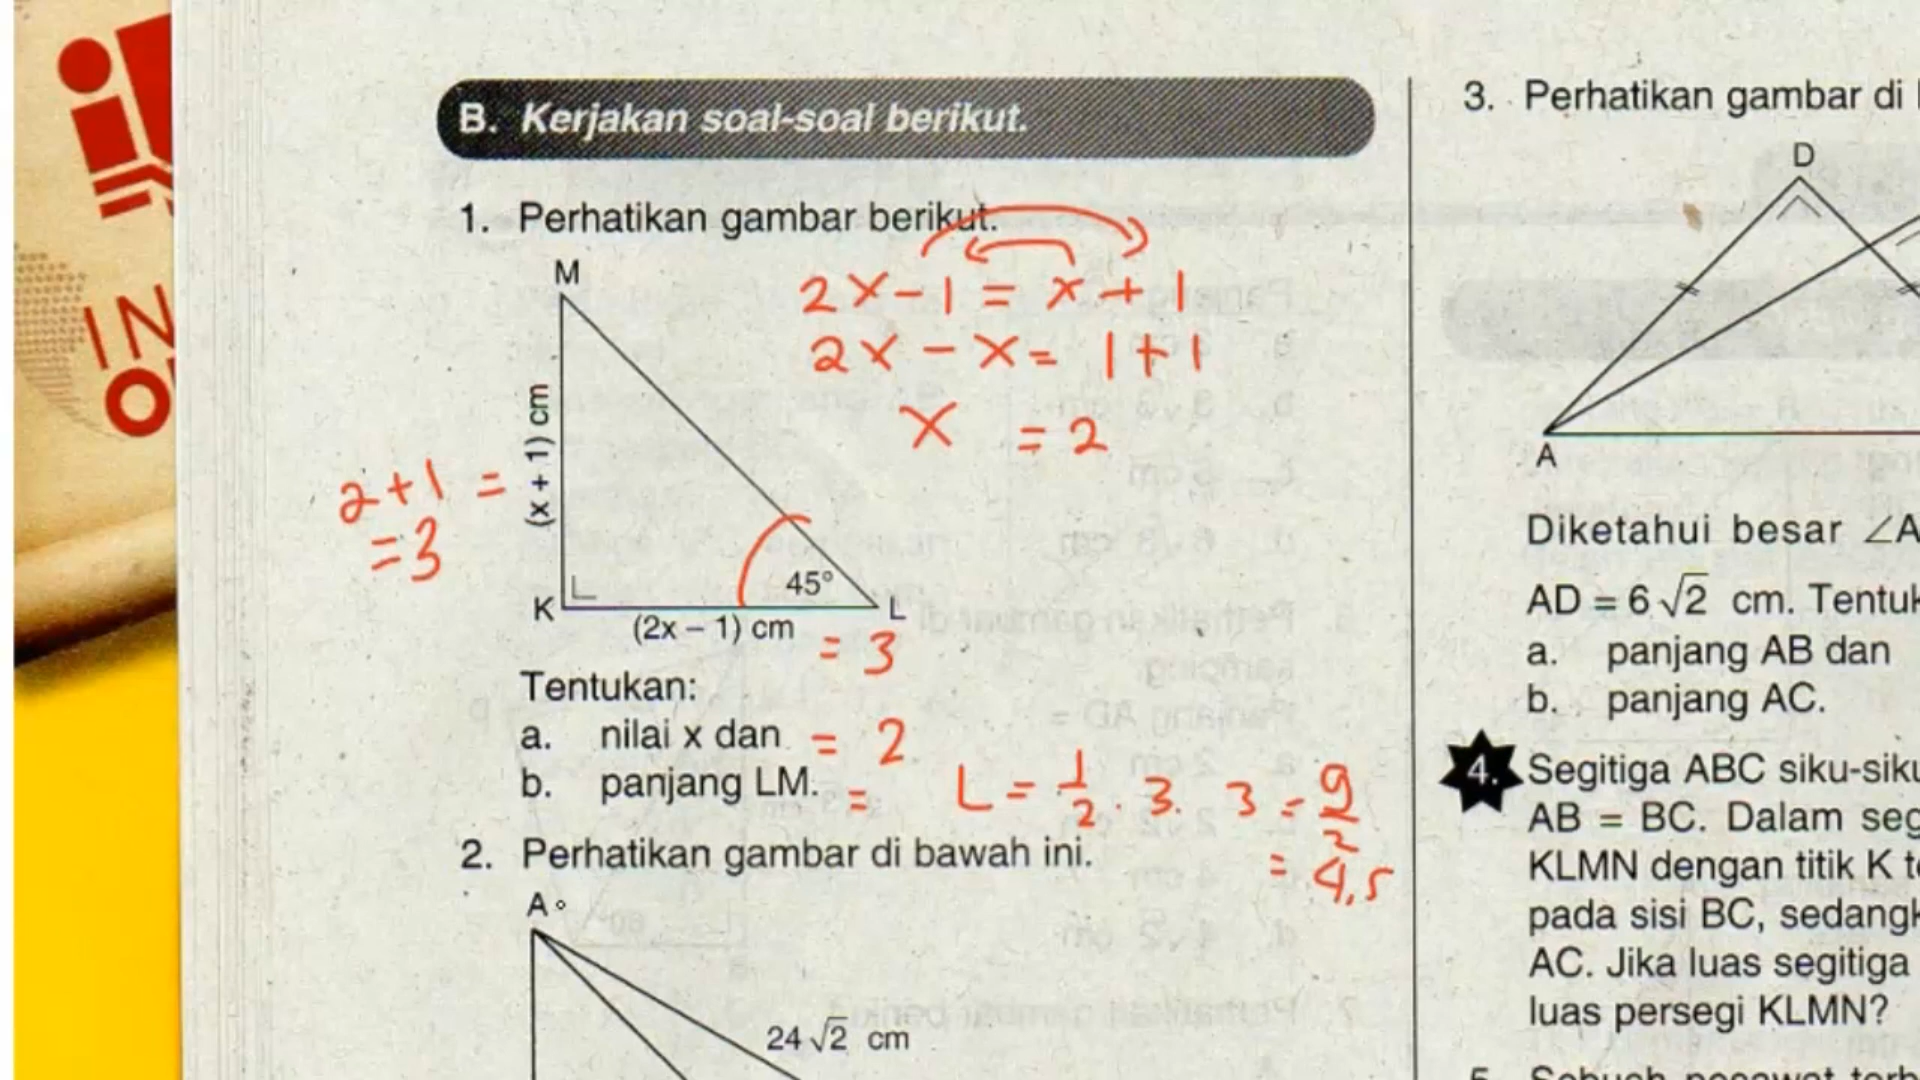 IN
B. Kerjakan soal-soal berikut.
1. Perhatikan gambar berikut.
M
2x-1 = x+1
2x - x = 1+1
x = 2
(x + 1) cm
2+1 =
=3
45°
K
L
(2x – 1) cm
= 3
Tentukan:
a. nilai x dan = 2
b. panjang LM. =
L = 1/2 . 3. 3 = 9/2
= 4,5
2. Perhatikan gambar di bawah ini.
A
24 √2 cm
3. Perhatikan gambar di
D
A
Diketahui besar ∠A
AD = 6 √2 cm.
a. panjang AB dan
b. panjang AC.
4. Segitiga ABC siku-siku
AB = BC. Dalam
KLMN dengan titik K
pada sisi BC,
AC. Jika luas segitiga
luas persegi KLMN?